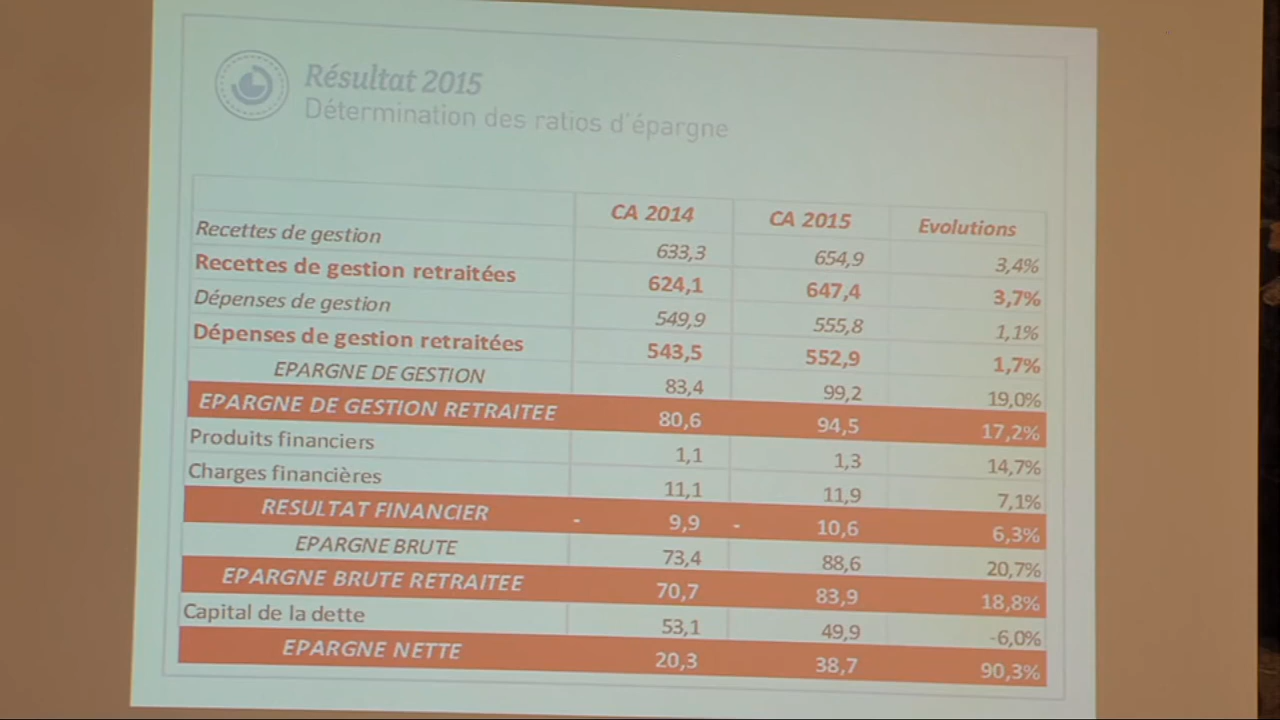 Résultat 2015
Détermination des ratios d'épargne
CA 2014 CA 2015 Evolutions
Recettes de gestion 633,3 654,9 3,4%
Recettes de gestion retraitées 624,1 647,4 3,7%
Dépenses de gestion 549,9 555,8 1,1%
Dépenses de gestion retraitées 543,5 552,9 1,7%
EPARGNE DE GESTION 83,4 99,2 19,0%
EPARGNE DE GESTION RETRAITEE 80,6 94,5 17,2%
Produits financiers 1,1 1,3 14,7%
Charges financières 11,1 11,9 7,1%
RESULTAT FINANCIER - 9,9 - 10,6 6,3%
EPARGNE BRUTE 73,4 88,6 20,7%
EPARGNE BRUTE RETRAITEE 70,7 83,9 18,8%
Capital de la dette 53,1 49,9 -6,0%
EPARGNE NETTE 20,3 38,7 90,3%